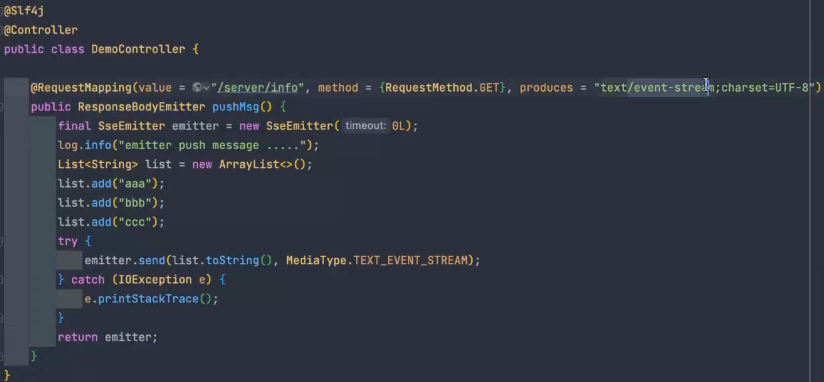 @Slf4j
@Controller
public class DemoController {
@RequestMapping(value = "/server/info", method = {RequestMethod.GET}, produces = "text/event-stream;charset=UTF-8")
public ResponseBodyEmitter pushMsg() {
final SseEmitter emitter = new SseEmitter( timeout: 0L);
log.info("emitter push message .....");
List<String> list = new ArrayList<>();
list.add("aaa");
list.add("bbb");
list.add("ccc");
try {
emitter.send(list.toString(), MediaType.TEXT_EVENT_STREAM);
} catch (IOException e) {
e.printStackTrace();
}
return emitter;
}
}